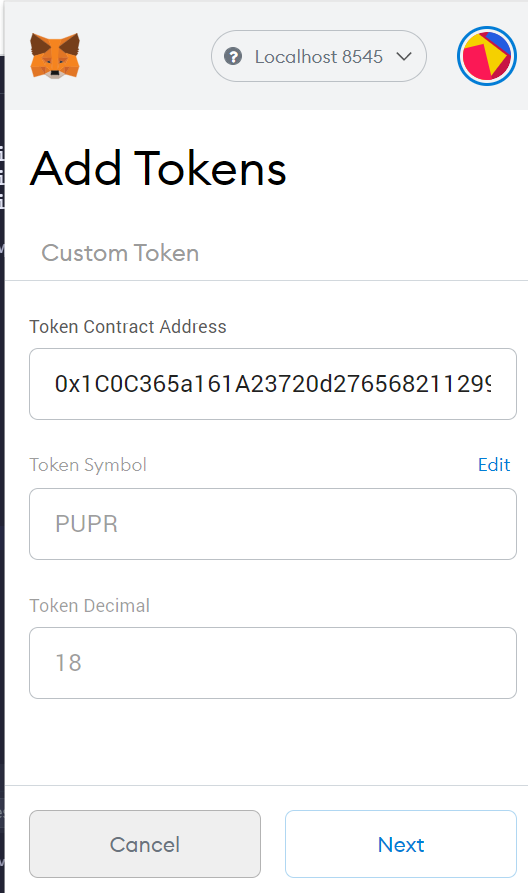 Localhost 8545
Add Tokens
Custom Token
Token Contract Address
0x1C0C365a161A23720d276568211299
Token Symbol
Edit
PUPR
Token Decimal
18
Cancel
Next